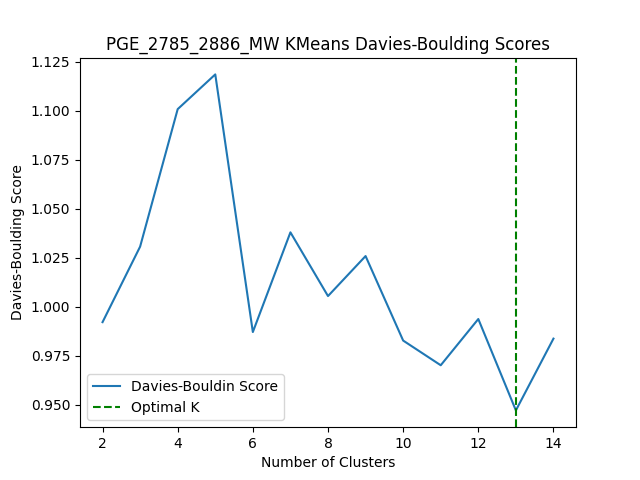 PGE_2785_2886_MW KMeans Davies-Boulding Scores
1.125
1.100
1.075
1.050
1.025
1.000
0.975
0.950
Davies-Boulding Score
Davies-Bouldin Score
Optimal K
2 4 6 8 10 12 14
Number of Clusters